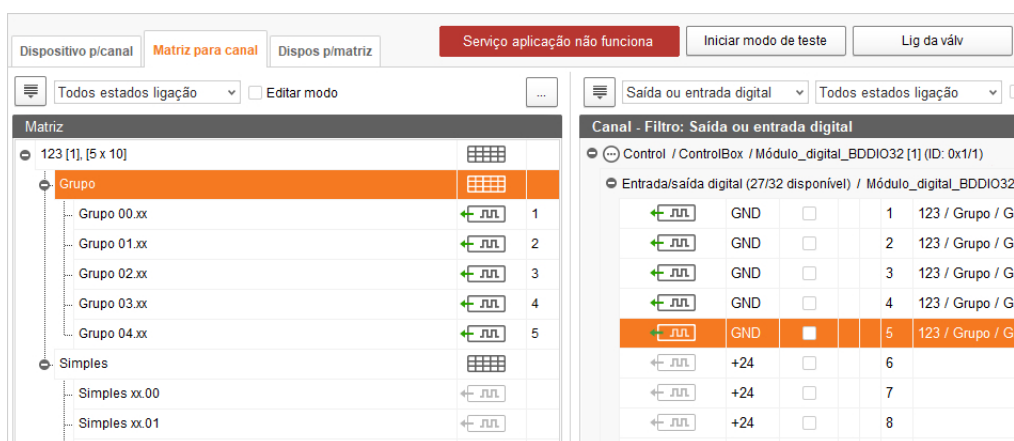 Dispositivo p/canal Matriz para canal Dispos p/matriz Serviço aplicação não funciona Iniciar modo de teste Lig da válv
Todos estados ligação Editar modo ... Saída ou entrada digital Todos estados ligação
Matriz Canal - Filtro: Saída ou entrada digital
123 [1], [5 x 10] Control / ControlBox / Módulo_digital_BDDIO32 [1] (ID: 0x1/1)
Grupo Entrada/saída digital (27/32 disponível) / Módulo_digital_BDDIO32
Grupo 00.xx 1 GND 1 123 / Grupo / G
Grupo 01.xx 2 GND 2 123 / Grupo / G
Grupo 02.xx 3 GND 3 123 / Grupo / G
Grupo 03.xx 4 GND 4 123 / Grupo / G
Grupo 04.xx 5 GND 5 123 / Grupo / G
Simples +24 6
Simples xx.00 +24 7
Simples xx.01 +24 8